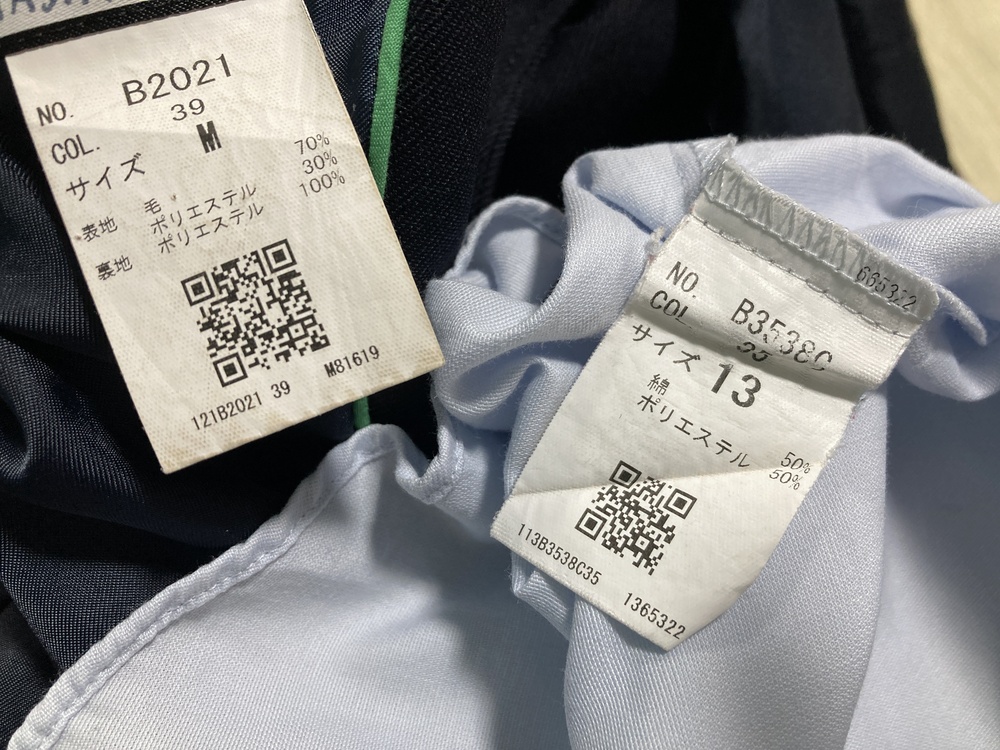 NO. B2021
COL. 39
サイズ M
表地 毛 70%
ポリエステル 30%
裏地 ポリエステル 100%
121B2021 39 M81619
665322
NO. B3538C
COL 35
サイズ 13
綿 50%
ポリエステル 50%
113B3538C35 1365322